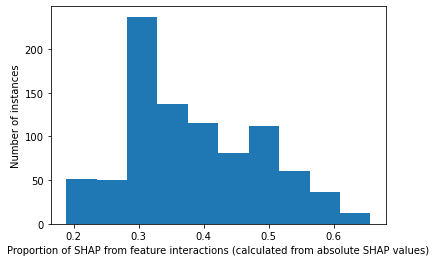 Number of instances
200
150
100
50
0
0.2 0.3 0.4 0.5 0.6
Proportion of SHAP from feature interactions (calculated from absolute SHAP values)